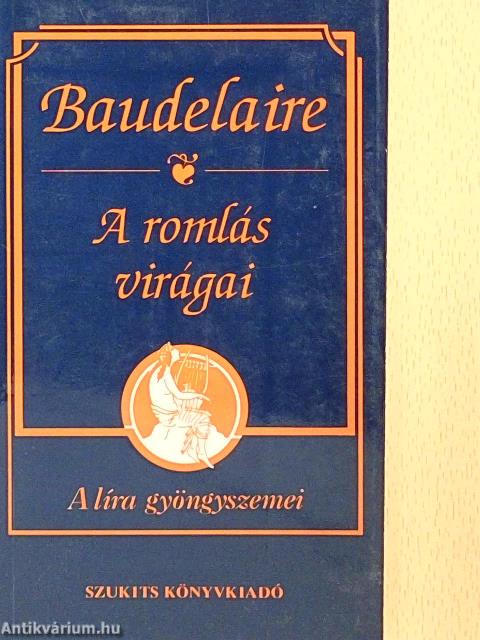 Baudelaire
A romlás
virágai
A líra gyöngyszemei
SZUKITS KÖNYVKIADÓ
Antikvárium.hu